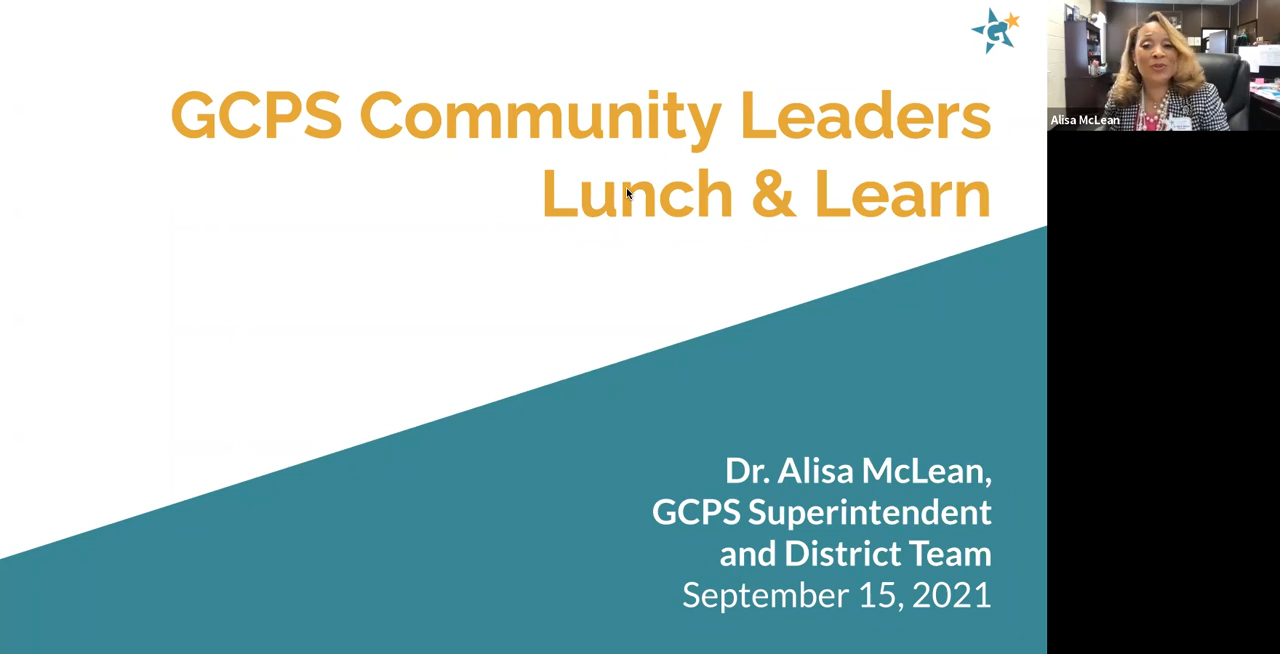 G
GCPS Community Leaders
Lunch & Learn
Alisa McLean
Dr. Alisa McLean,
GCPS Superintendent
and District Team
September 15, 2021